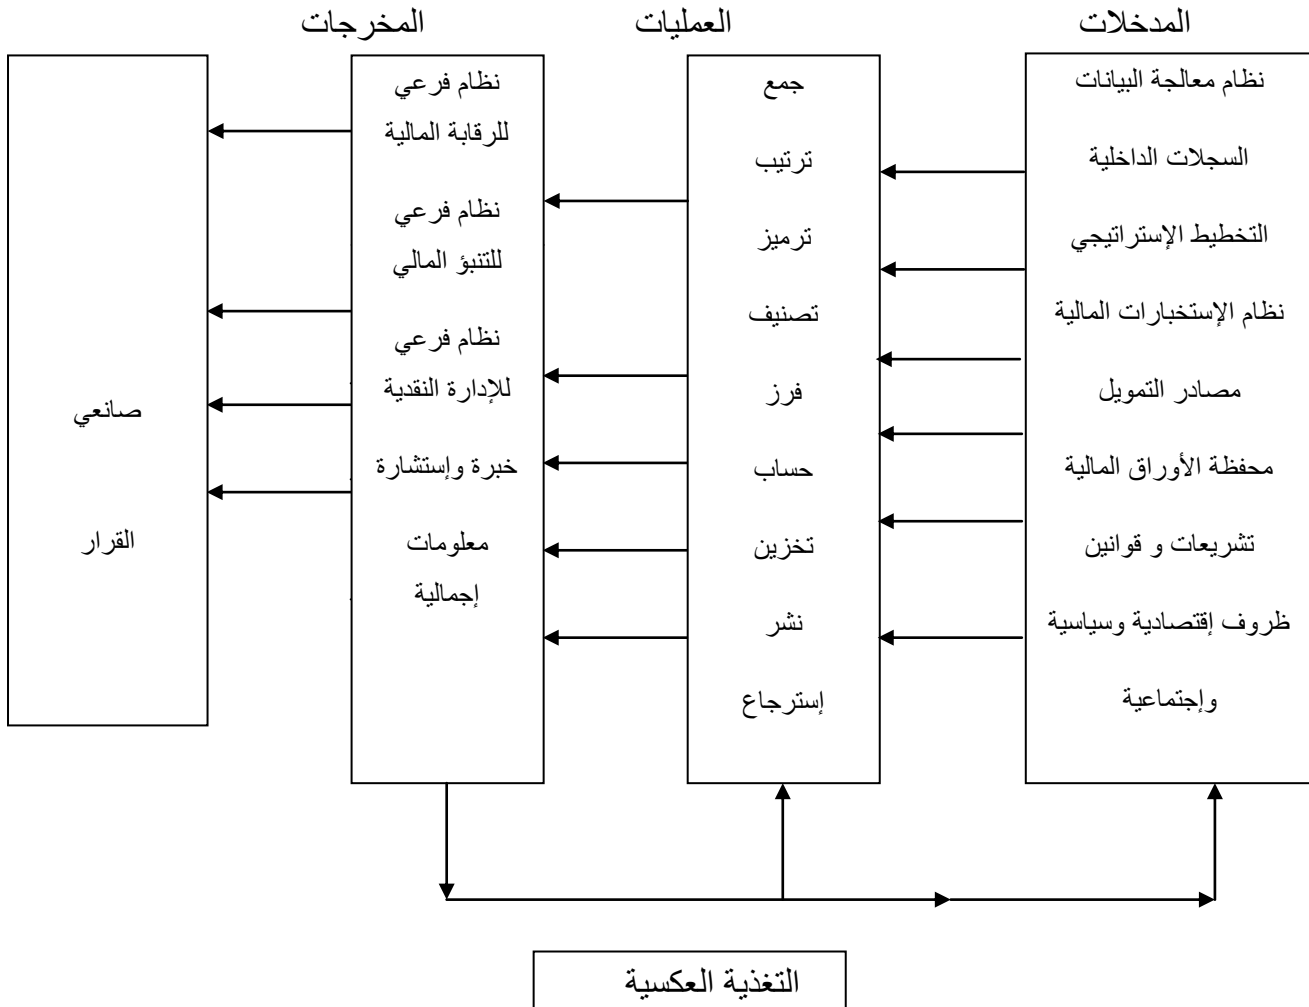 المدخلات
العمليات
المخرجات
نظام معالجة البيانات
السجلات الداخلية
التخطيط الإستراتيجي
نظام الإستخبارات المالية
مصادر التمويل
محفظة الأوراق المالية
تشريعات و قوانين
ظروف إقتصادية وسياسية
وإجتماعية
جمع
ترتيب
ترميز
تصنيف
فرز
حساب
تخزين
نشر
إسترجاع
نظام فرعي
للرقابة المالية
نظام فرعي
للتنبؤ المالي
نظام فرعي
للإدارة النقدية
خبرة وإستشارة
معلومات
إجمالية
صانعي
القرار
التغذية العكسية